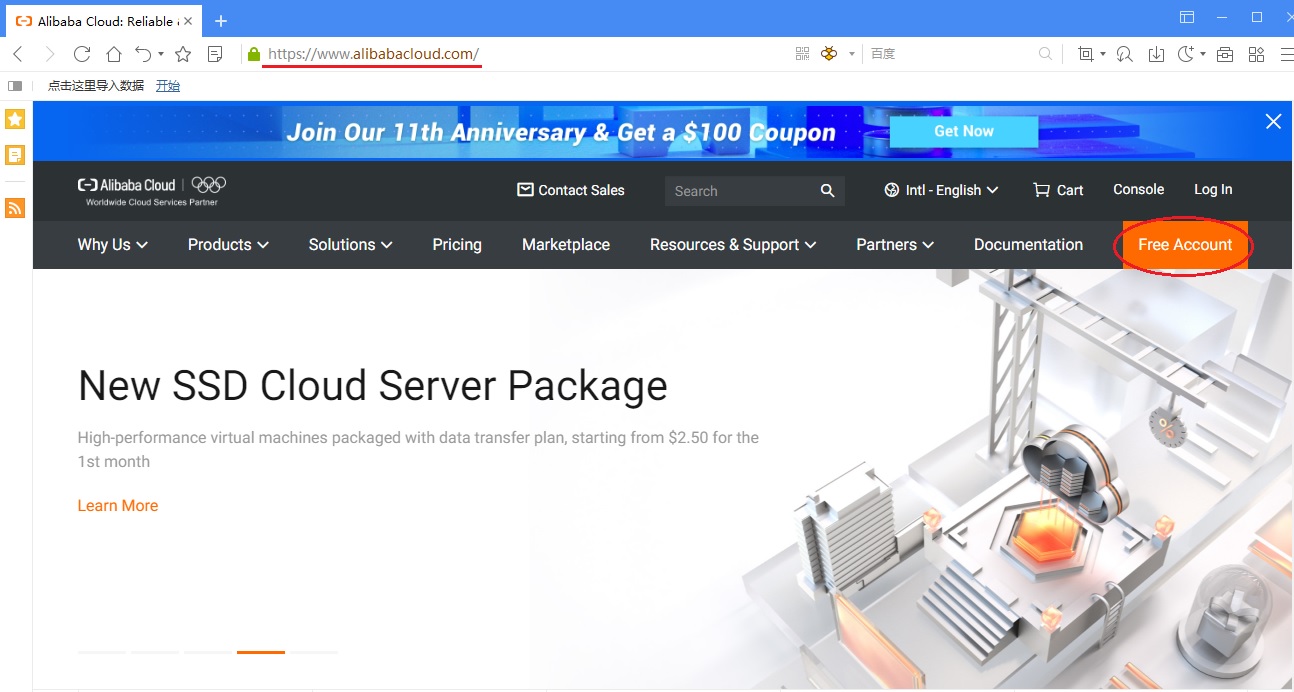 Alibaba Cloud: Reliable
https://www.alibabacloud.com/
百度
点击这里导入数据 开始
Join Our 11th Anniversary & Get a $100 Coupon
Get Now
Alibaba Cloud
Worldwide Cloud Services Partner
Contact Sales
Search
Intl - English
Cart
Console
Log In
Why Us
Products
Solutions
Pricing
Marketplace
Resources & Support
Partners
Documentation
Free Account
New SSD Cloud Server Package
High-performance virtual machines packaged with data transfer plan, starting from $2.50 for the
1st month
Learn More
%